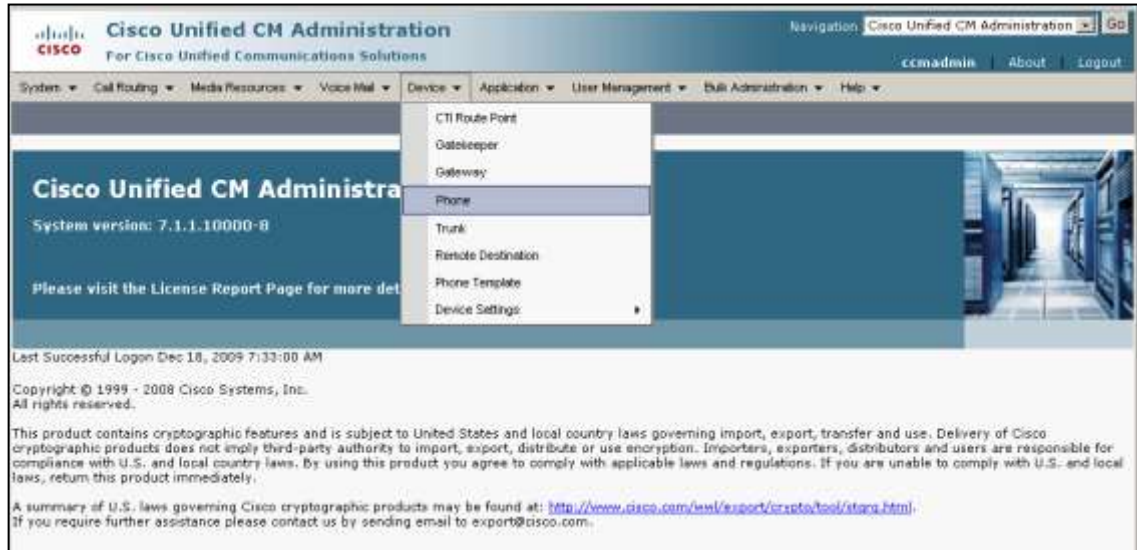 CISCO
Cisco Unified CM Administration
For Cisco Unified Communications Solutions
Navigation Cisco Unified CM Administration Go
ccmadmin About Logout
System Call Routing Media Resources Voice Mail Device Application User Management Bulk Administration Help
CTI Route Point
Gatekeeper
Gateway
Phone
Trunk
Remote Destination
Phone Template
Device Settings
Cisco Unified CM Administra
System version: 7.1.1.10000-8
Please visit the License Report Page for more det
Last Successful Logon Dec 18, 2009 7:33:00 AM
Copyright © 1999 - 2008 Cisco Systems, Inc.
All rights reserved.
This product contains cryptographic features and is subject to United States and local country laws governing import, export, transfer and use. Delivery of Cisco
cryptographic products does not imply third-party authority to import, export, distribute or use encryption. Importers, exporters, distributors and users are responsible for
compliance with U.S. and local country laws. By using this product you agree to comply with applicable laws and regulations. If you are unable to comply with U.S. and local
laws, return this product immediately.
A summary of U.S. laws governing Cisco cryptographic products may be found at: http://www.cisco.com/wwl/export/crypto/tool/stqrg.html.
If you require further assistance please contact us by sending email to export@cisco.com.